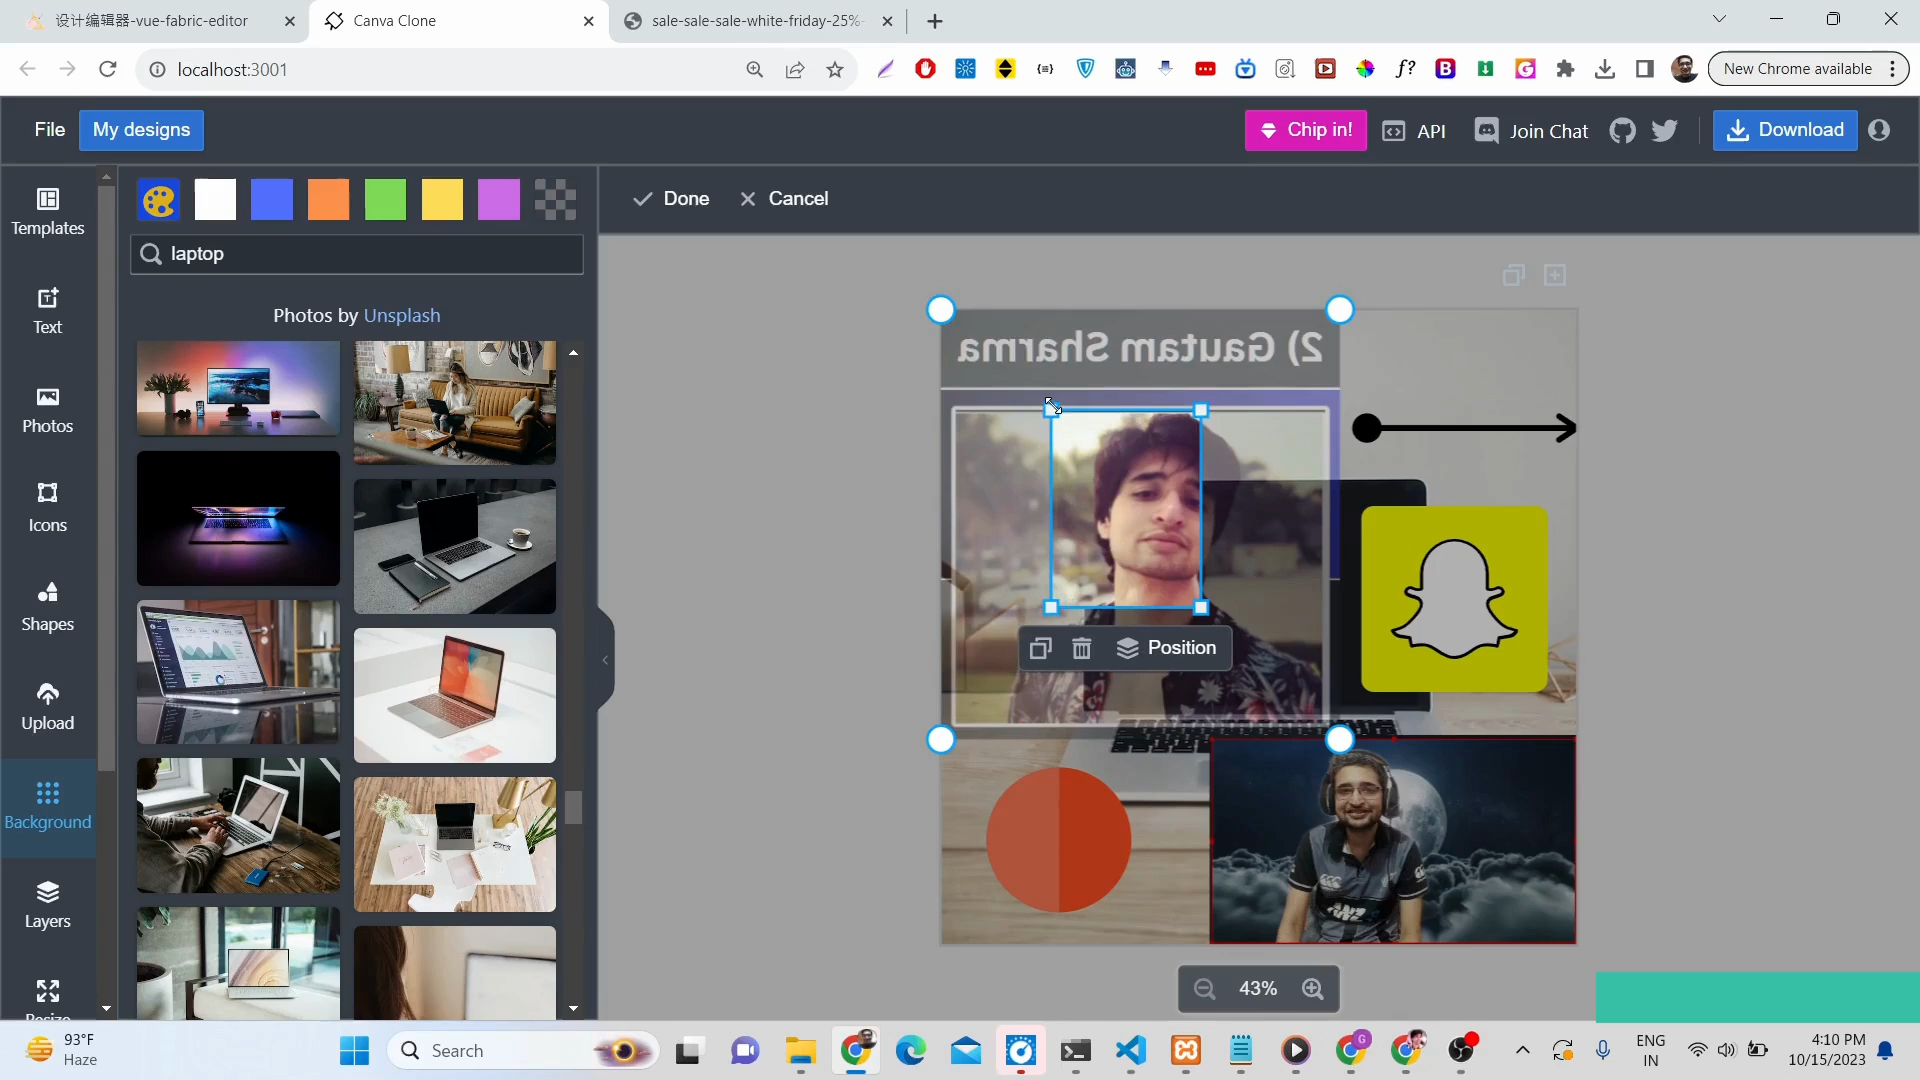 设计编辑器-vue-fabric-editor
Canva Clone
sale-sale-sale-white-friday-25%-
localhost:3001
New Chrome available
File
My designs
Chip in!
API
Join Chat
Download
Templates
Text
Photos
Icons
Shapes
Upload
Background
Layers
laptop
Photos by Unsplash
Done
Cancel
2) Gautam Sharma
Position
43%
93°F
Haze
Search
ENG
IN
4:10 PM
10/15/2023